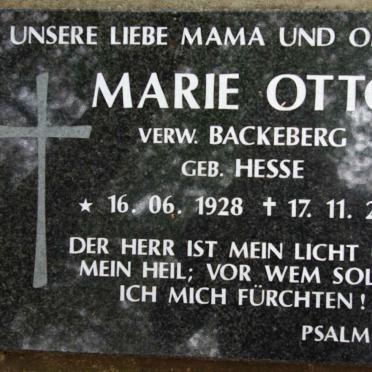 UNSERE LIEBE MAMA UND O
MARIE OTTO
VERW. BACKEBERG
GEB. HESSE
★ 16. 06. 1928 ✝ 17. 11. 2
DER HERR IST MEIN LICHT
MEIN HEIL; VOR WEM SOL
ICH MICH FÜRCHTEN!
PSALM